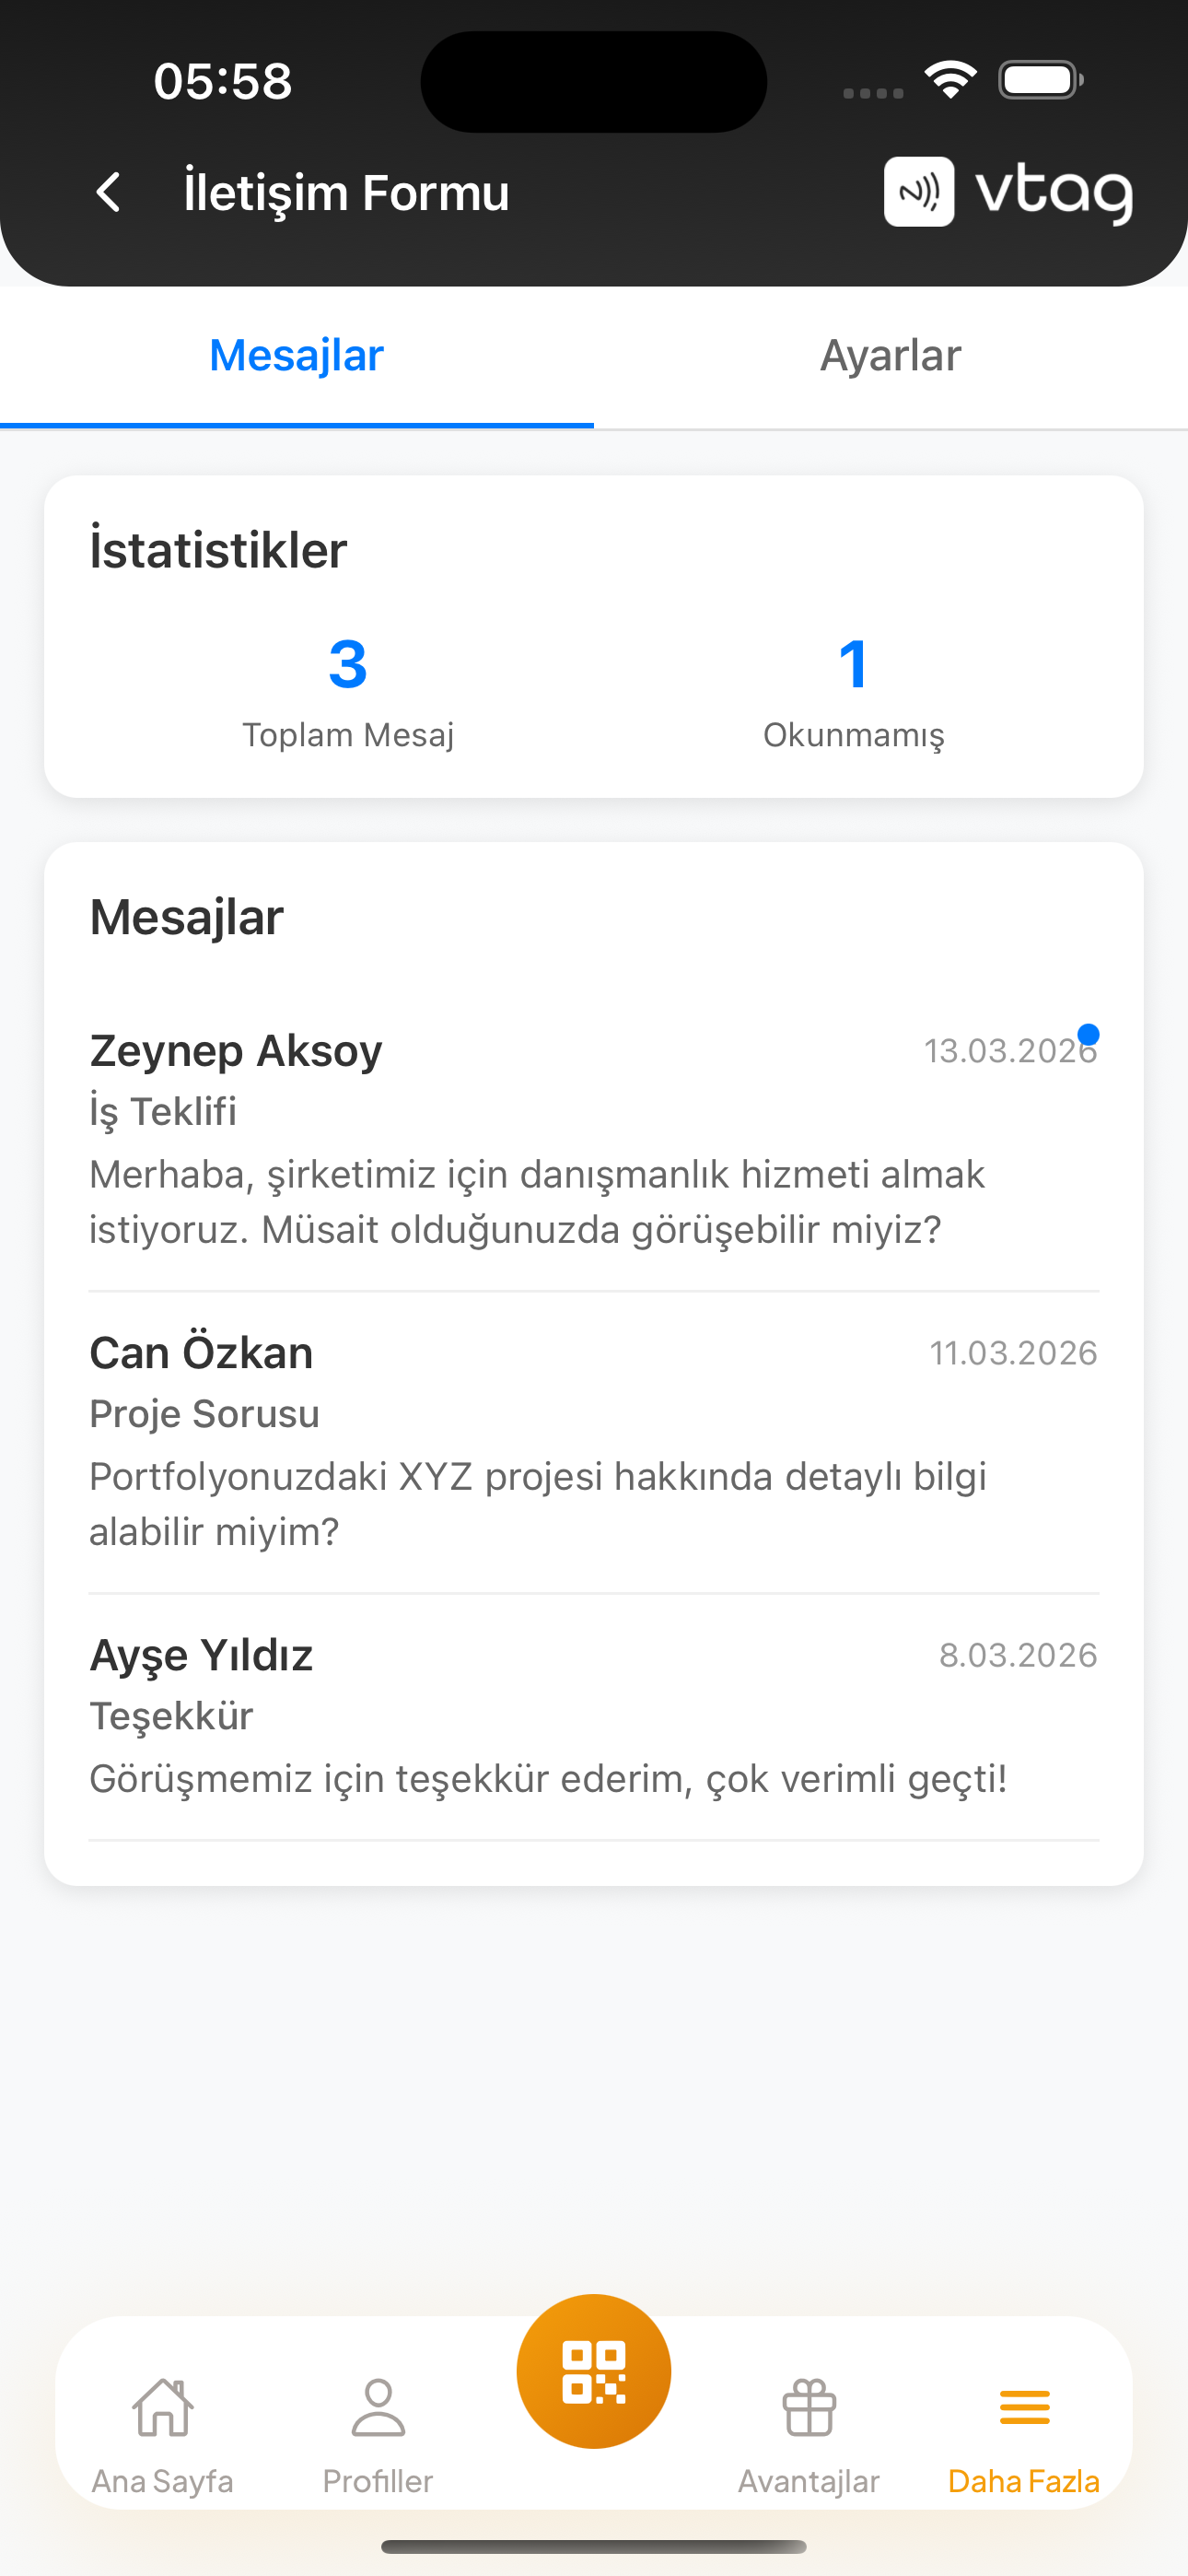 05:58
İletişim Formu
vtag
Mesajlar
Ayarlar
İstatistikler
3
1
Toplam Mesaj
Okunmamış
Mesajlar
Zeynep Aksoy
13.03.2026
İş Teklifi
Merhaba, şirketimiz için danışmanlık hizmeti almak
istiyoruz. Müsait olduğunuzda görüşebilir miyiz?
Can Özkan
11.03.2026
Proje Sorusu
Portfolyonuzdaki XYZ projesi hakkında detaylı bilgi
alabilir miyim?
Ayşe Yıldız
8.03.2026
Teşekkür
Görüşmemiz için teşekkür ederim, çok verimli geçti!
Ana Sayfa
Profiller
Avantajlar
Daha Fazla